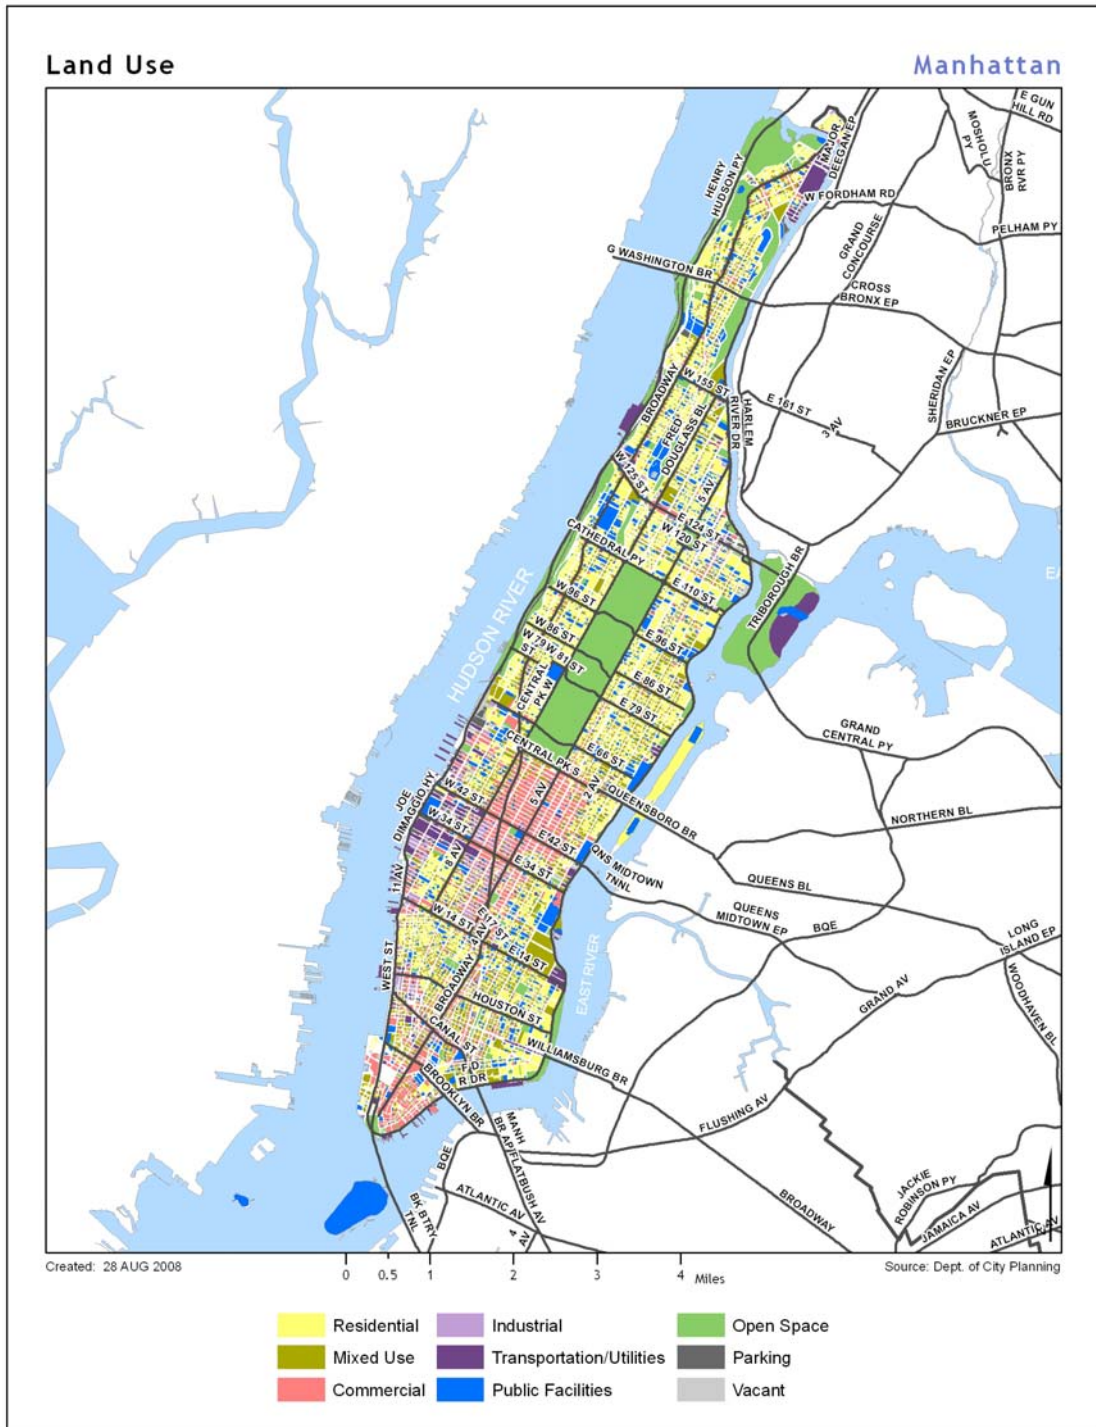 Land Use
Manhattan
E GUN
HILL RD
MOSHOLU
PY
BRONX
RVR PY
MAJOR
DEEGAN EP
HENRY
HUDSON PY
W FORDHAM RD
PELHAM PY
GRAND
CONCOURSE
G WASHINGTON BR
CROSS
BRONX EP
SHERIDAN EP
BROADWAY
W 155 ST
HARLEM
RIVER DR
E 161 ST
3 AV
BRUCKNER EP
FRED'
DOUGLASS BL
W 125 ST
5 AV
E 124 ST
W 120 ST
CATHEDRAL PY
TRIBOROUGH BR
EA
E 110 ST
W 96 ST
HUDSON RIVER
W 86 ST
E 96 ST
W 79
ST
W 81 ST
CENTRAL
PK W
E 86 ST
E 79 ST
GRAND
CENTRAL PY
CENTRAL PK S
E 66 ST
JOE
DIMAGGIO HY
W 42 ST
5 AV
2 AV
QUEENSBORO BR
NORTHERN BL
W 34 ST
8 AV
E 42 ST
E 34 ST
QNS MIDTOWN
TNNL
11 AV
QUEENS BL
QUEENS
MIDTOWN EP
BQE
LONG
ISLAND EP
W 14 ST
E 17 ST
4 AV
E 14 ST
WEST ST
BROADWAY
EAST RIVER
GRAND AV
WOODHAVEN BL
HOUSTON ST
CANAL ST
WILLIAMSBURG BR
F D
R DR
BROOKLYN BR
FLUSHING AV
MANH
BR AP/FLATBUSH AV
BQE
JACKIE
ROBINSON PY
BK BTRY
TNL
ATLANTIC AV
4
AV
BROADWAY
JAMAICA AV
ATLANTIC AV
Created: 28 AUG 2008
Source: Dept. of City Planning
0 0.5 1 2 3 4 Miles
Residential
Industrial
Open Space
Mixed Use
Transportation/Utilities
Parking
Commercial
Public Facilities
Vacant